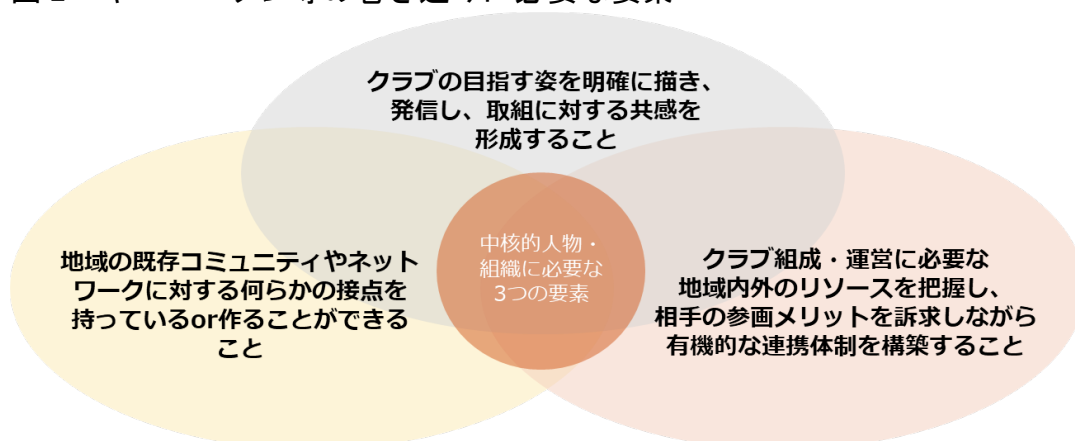 クラブの目指す姿を明確に描き、
発信し、取組に対する共感を
形成すること
中核的人物・
組織に必要な
3つの要素
地域の既存コミュニティやネット
ワークに対する何らかの接点を
持っているor作ることができる
こと
クラブ組成・運営に必要な
地域内外のリソースを把握し、
相手の参画メリットを訴求しながら
有機的な連携体制を構築すること